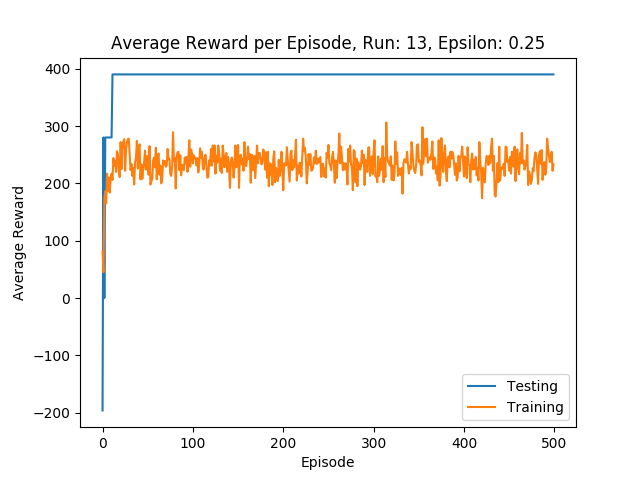 Average Reward per Episode, Run: 13, Epsilon: 0.25
Average Reward
400
300
200
100
0
−100
−200
0
100
200
300
400
500
Episode
Testing
Training